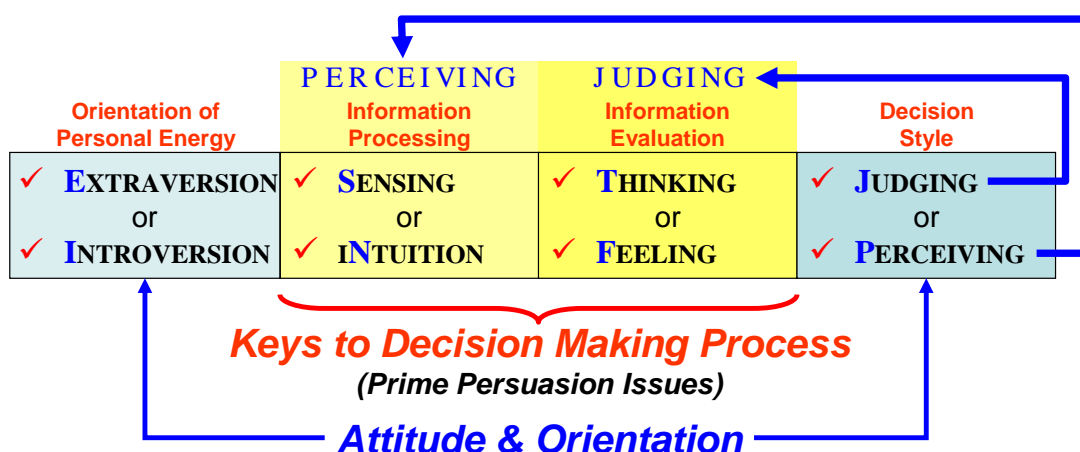 PERCEIVING
JUDGING
Orientation of
Personal Energy
Information
Processing
Information
Evaluation
Decision
Style
✓ EXTRAVERSION
or
✓ INTROVERSION
✓ SENSING
or
✓ INTUITION
✓ THINKING
or
✓ FEELING
✓ JUDGING
or
✓ PERCEIVING
Keys to Decision Making Process
(Prime Persuasion Issues)
Attitude & Orientation